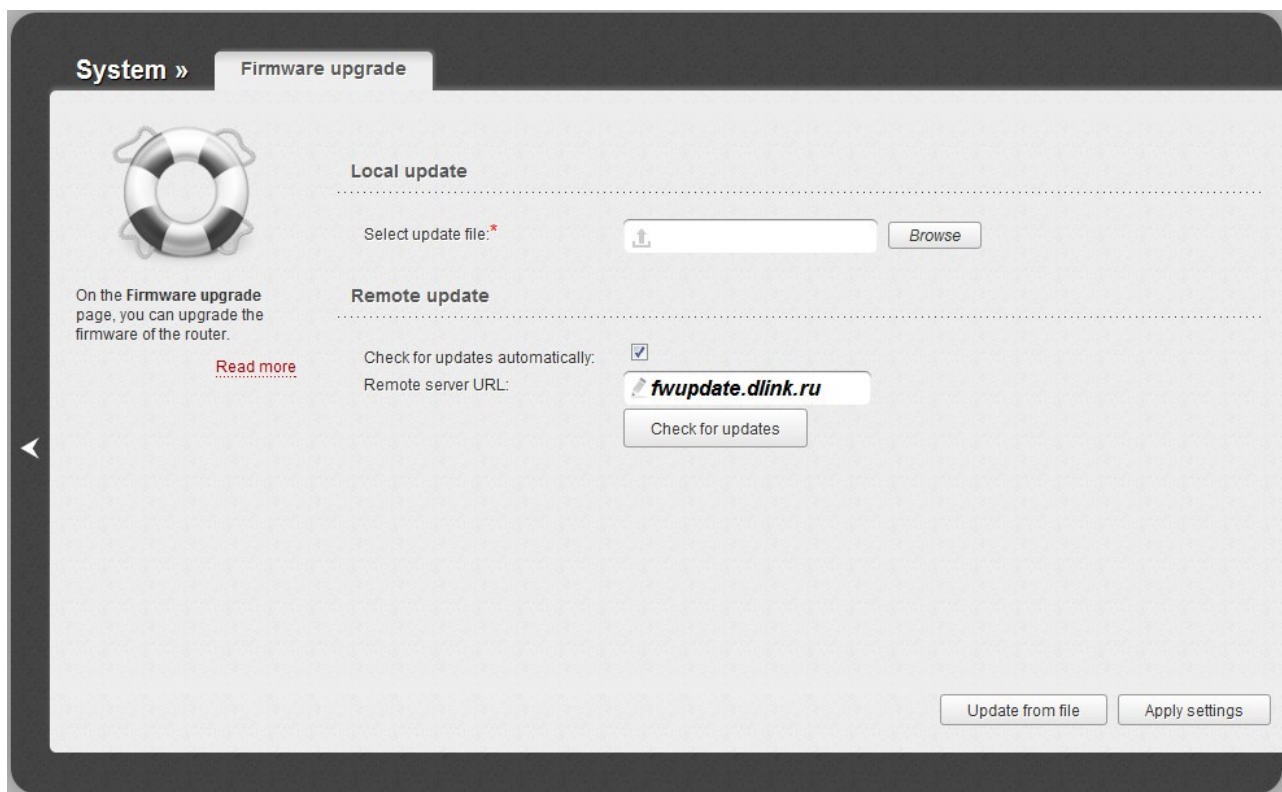 System »
Firmware upgrade
On the Firmware upgrade
page, you can upgrade the
firmware of the router.
Read more
Local update
Select update file:*
Browse
Remote update
Check for updates automatically:
Remote server URL:
fwupdate.dlink.ru
Check for updates
Update from file
Apply settings